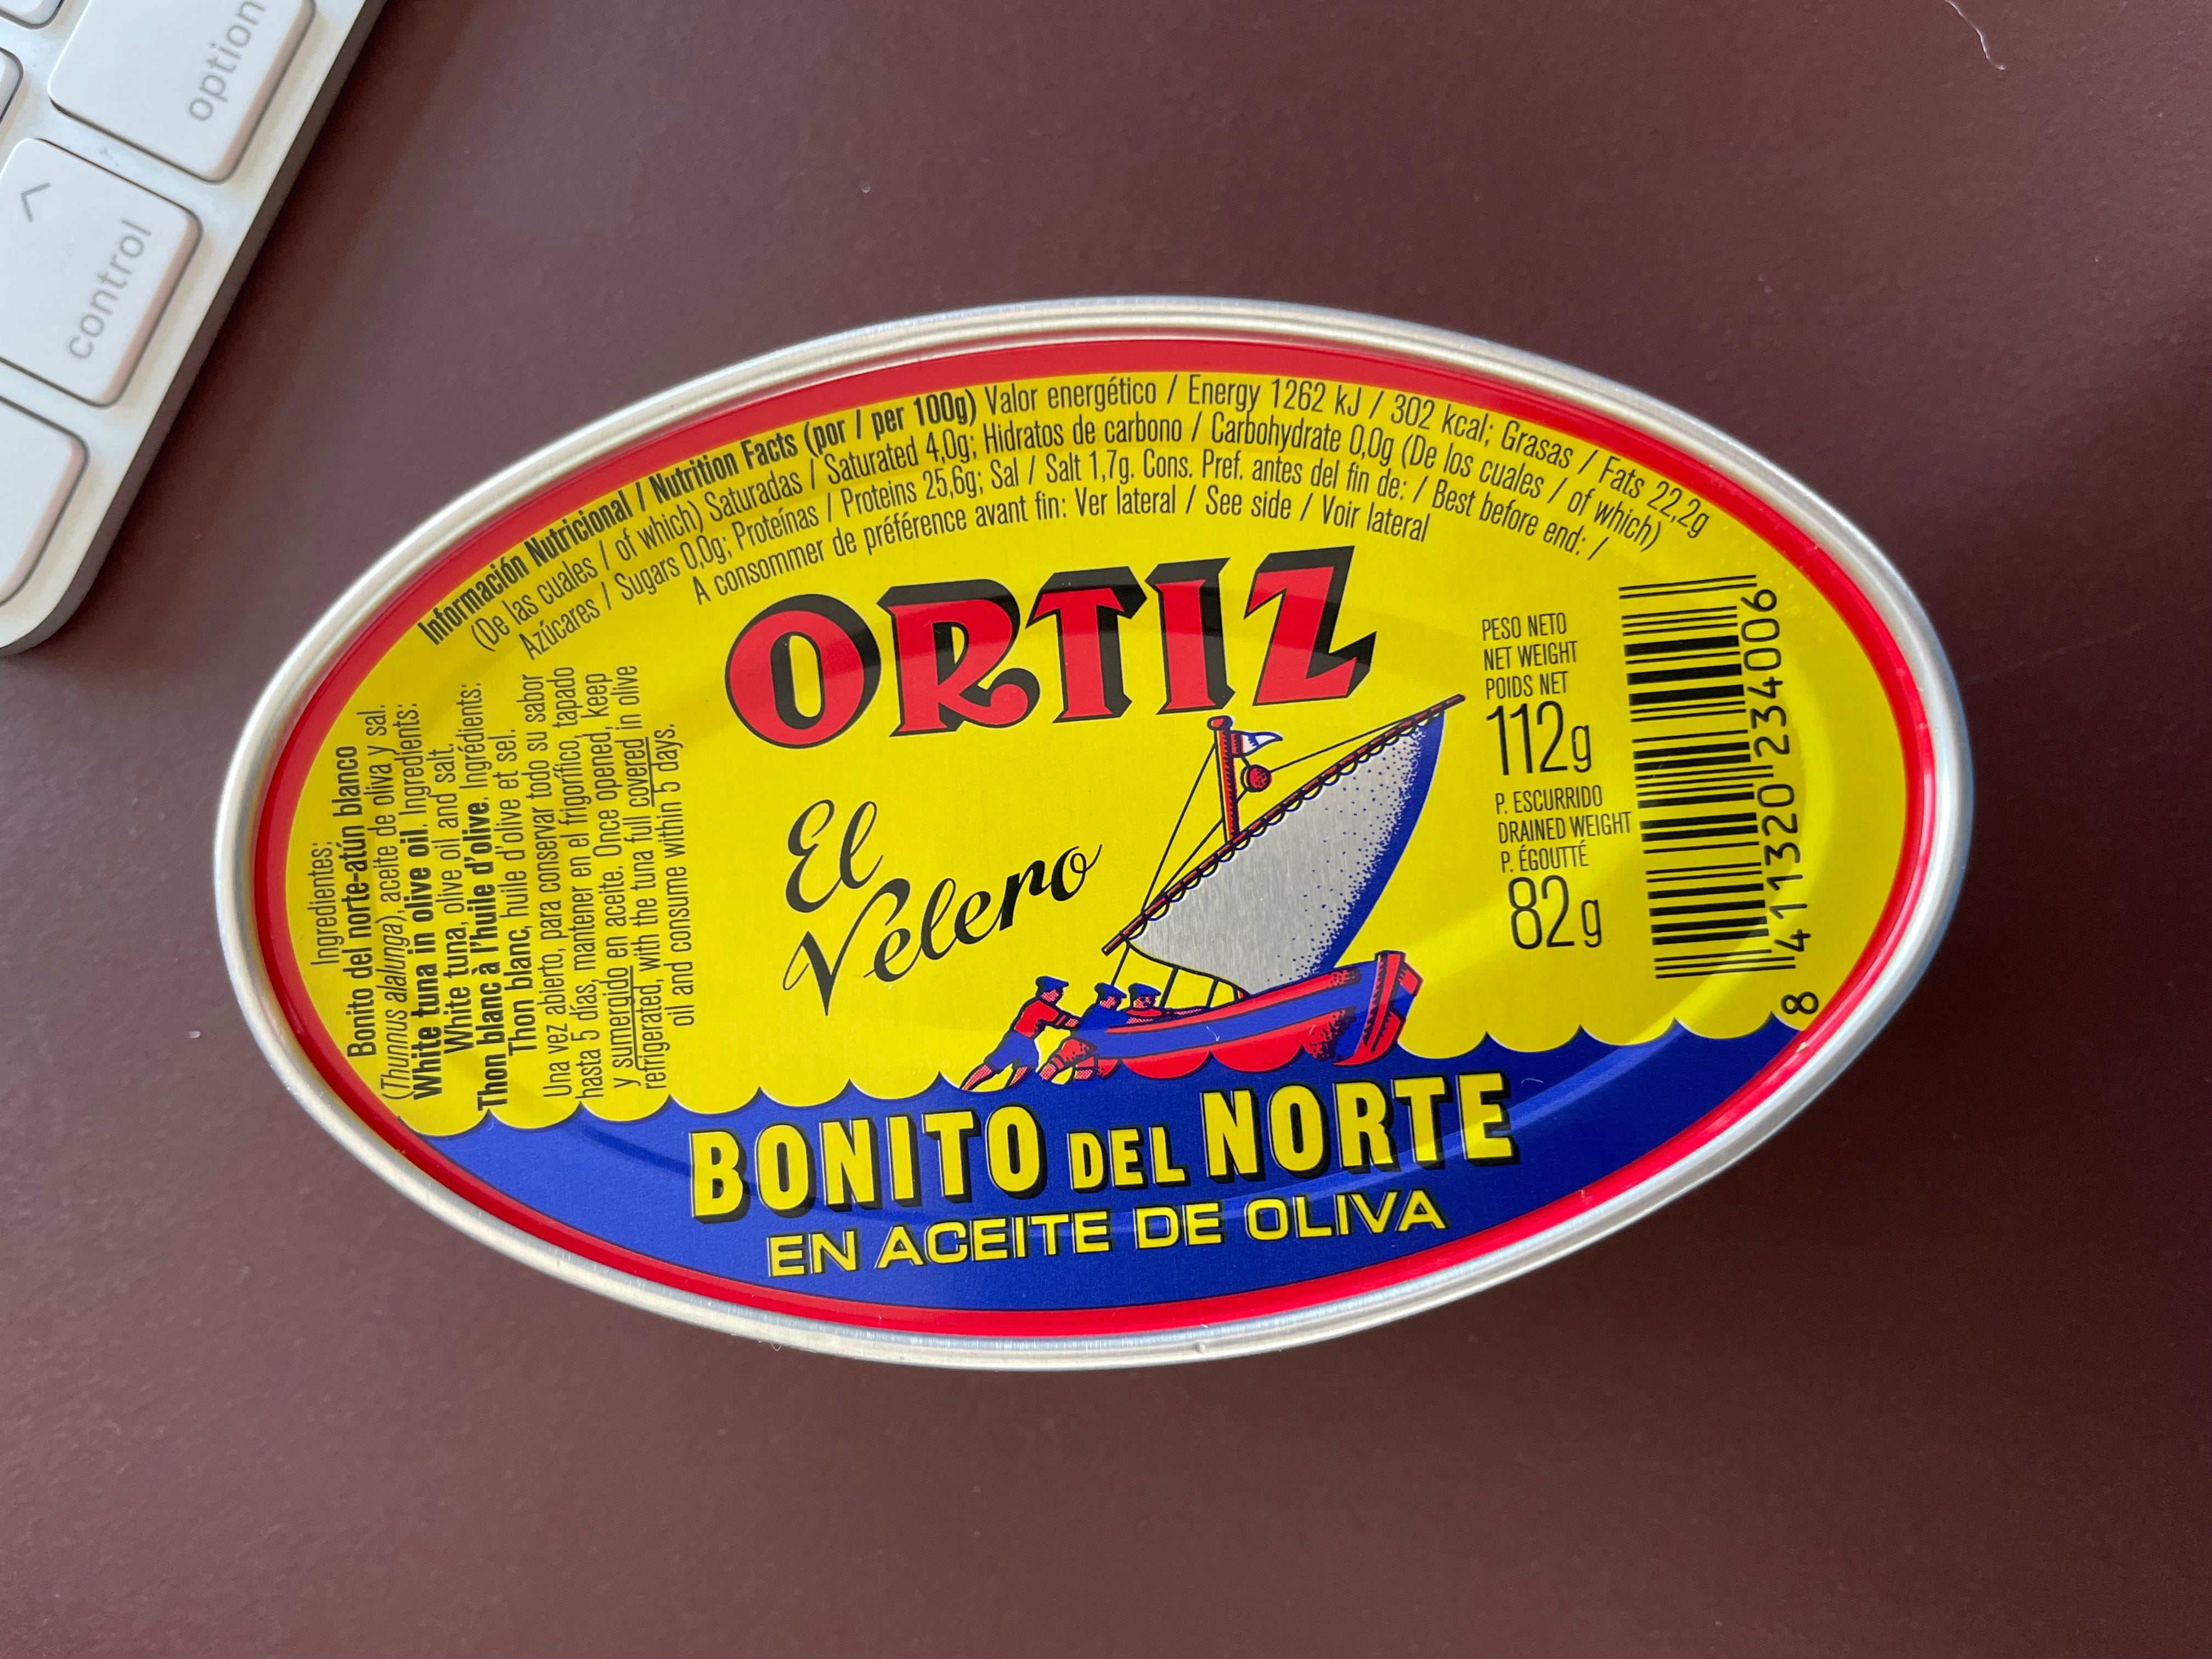 option
^
control
Información Nutricional / Nutrition Facts (por / per 100g) Valor energético / Energy 1262 kJ / 302 kcal; Grasas / Fats 22,2g
(De las cuales / of which) Saturadas / Saturated 4,0g; Hidratos de carbono / Carbohydrate 0,0g (De los cuales / of which)
Azúcares / Sugars 0,0g; Proteínas / Proteins 25,6g; Sal / Salt 1,7g. Cons. Pref. antes del fin de: / Best before end: /
A consommer de préférence avant fin: Ver lateral / See side / Voir lateral
Ingredientes:
Bonito del norte-atún blanco
(Thunnus alalunga), aceite de oliva y sal.
White tuna in olive oil. Ingredients:
White tuna, olive oil and salt.
Thon blanc à l'huile d'olive. Ingrédients:
Thon blanc, huile d'olive et sel.
Una vez abierto, para conservar todo su sabor
hasta 5 días, mantener en el frigorífico, tapado
y sumergido en aceite. Once opened, keep
refrigerated, with the tuna full covered in olive
oil and consume within 5 days.
ORTIZ
El
Velero
PESO NETO
NET WEIGHT
POIDS NET
112g
P. ESCURRIDO
DRAINED WEIGHT
P. ÉGOUTTÉ
82g
8 411320 234006
BONITO DEL NORTE
EN ACEITE DE OLIVA